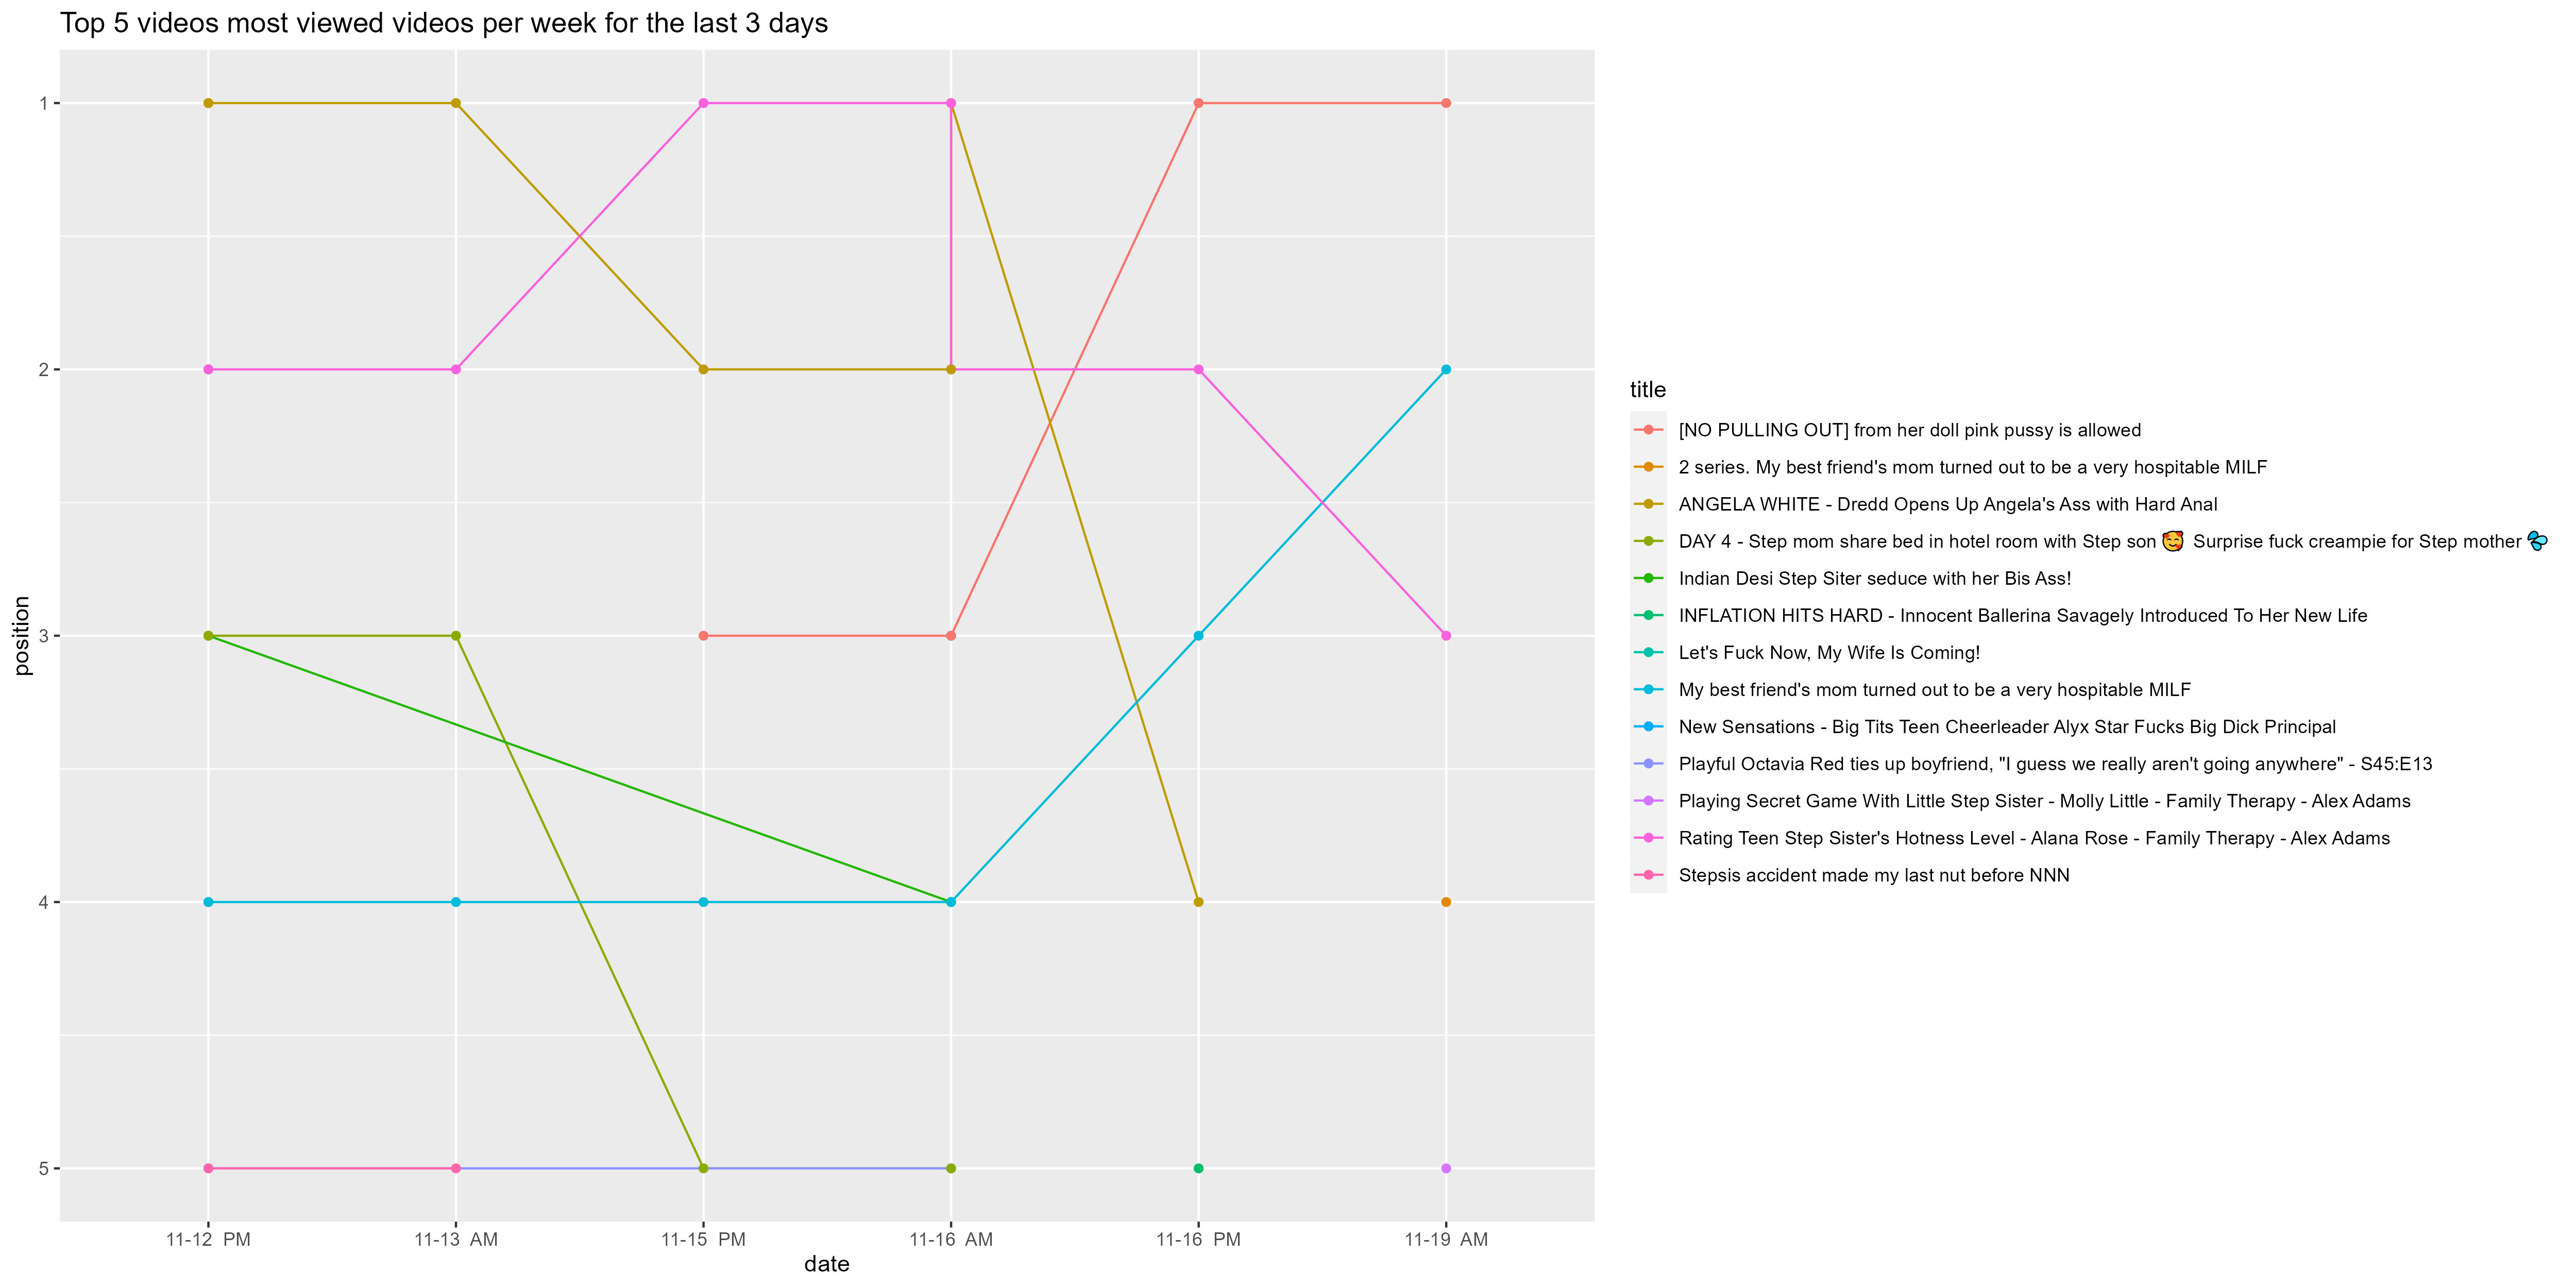 Top 5 videos most viewed videos per week for the last 3 days
1
2
3
4
5
position
11-12 PM
11-13 AM
11-15 PM
11-16 AM
11-16 PM
11-19 AM
date
title
[NO PULLING OUT] from her doll pink pussy is allowed
2 series. My best friend's mom turned out to be a very hospitable MILF
ANGELA WHITE - Dredd Opens Up Angela's Ass with Hard Anal
DAY 4 - Step mom share bed in hotel room with Step son 🥰 Surprise fuck creampie for Step mother 💦
Indian Desi Step Siter seduce with her Bis Ass!
INFLATION HITS HARD - Innocent Ballerina Savagely Introduced To Her New Life
Let's Fuck Now, My Wife Is Coming!
My best friend's mom turned out to be a very hospitable MILF
New Sensations - Big Tits Teen Cheerleader Alyx Star Fucks Big Dick Principal
Playful Octavia Red ties up boyfriend, "I guess we really aren't going anywhere" - S45:E13
Playing Secret Game With Little Step Sister - Molly Little - Family Therapy - Alex Adams
Rating Teen Step Sister's Hotness Level - Alana Rose - Family Therapy - Alex Adams
Stepsis accident made my last nut before NNN